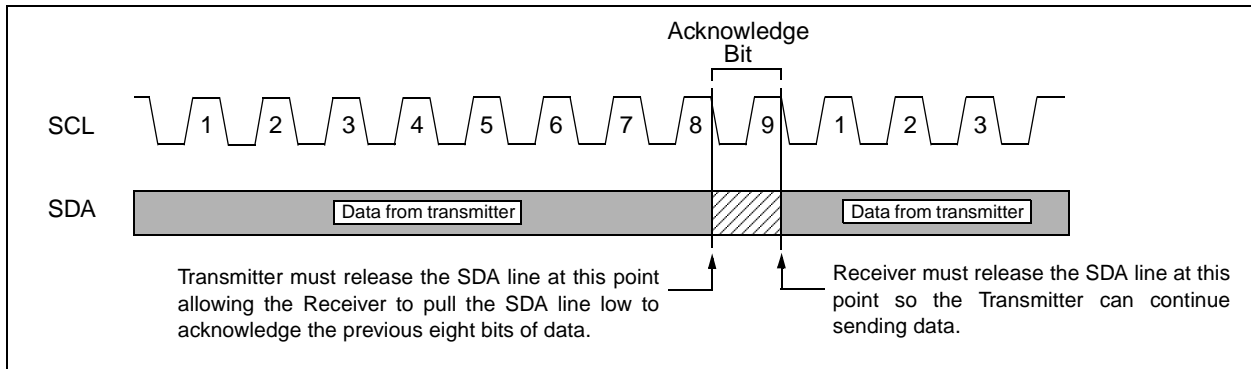 Acknowledge
Bit
SCL
1 2 3 4 5 6 7 8 9 1 2 3
SDA
Data from transmitter
Data from transmitter
Transmitter must release the SDA line at this point
allowing the Receiver to pull the SDA line low to
acknowledge the previous eight bits of data.
Receiver must release the SDA line at this
point so the Transmitter can continue
sending data.